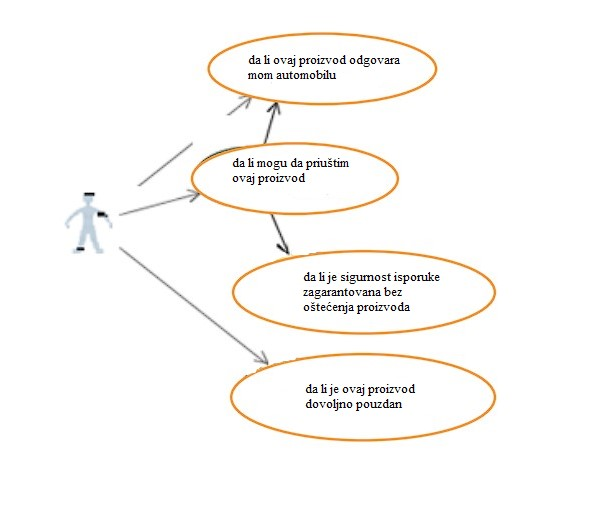 da li ovaj proizvod odgovara
mom automobilu
da li mogu da priuštim
ovaj proizvod
da li je sigurnost isporuke
zagarantovana bez
oštećenja proizvoda
da li je ovaj proizvod
dovoljno pouzdan